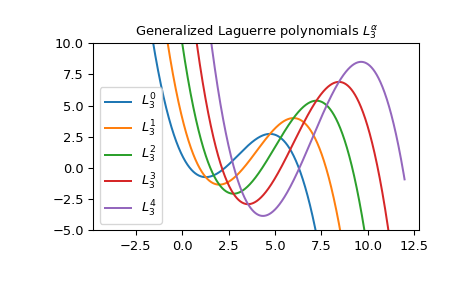 Generalized Laguerre polynomials $L_3^{\alpha}$
10.0
7.5
5.0
2.5
0.0
−2.5
−5.0
$L_3^0$
$L_3^1$
$L_3^2$
$L_3^3$
$L_3^4$
−2.5 0.0 2.5 5.0 7.5 10.0 12.5